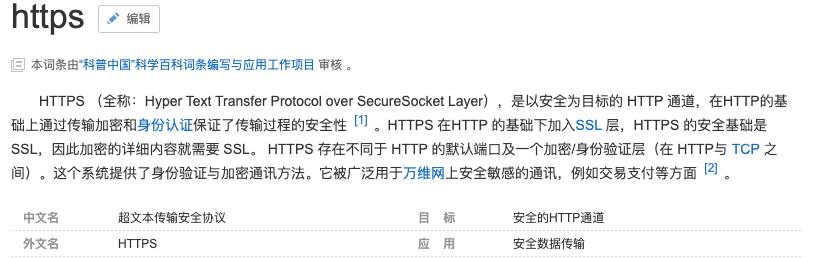 https 编辑
本词条由“科普中国”科学百科词条编写与应用工作项目 审核 。
HTTPS （全称：Hyper Text Transfer Protocol over SecureSocket Layer），是以安全为目标的 HTTP 通道，在HTTP的基
础上通过传输加密和身份认证保证了传输过程的安全性 [1] 。HTTPS 在HTTP 的基础下加入SSL 层，HTTPS 的安全基础是
SSL，因此加密的详细内容就需要 SSL。 HTTPS 存在不同于 HTTP 的默认端口及一个加密/身份验证层（在 HTTP与 TCP 之
间）。这个系统提供了身份验证与加密通讯方法。它被广泛用于万维网上安全敏感的通讯，例如交易支付等方面 [2] 。
中文名 超文本传输安全协议 目 标 安全的HTTP通道
外文名 HTTPS 应 用 安全数据传输